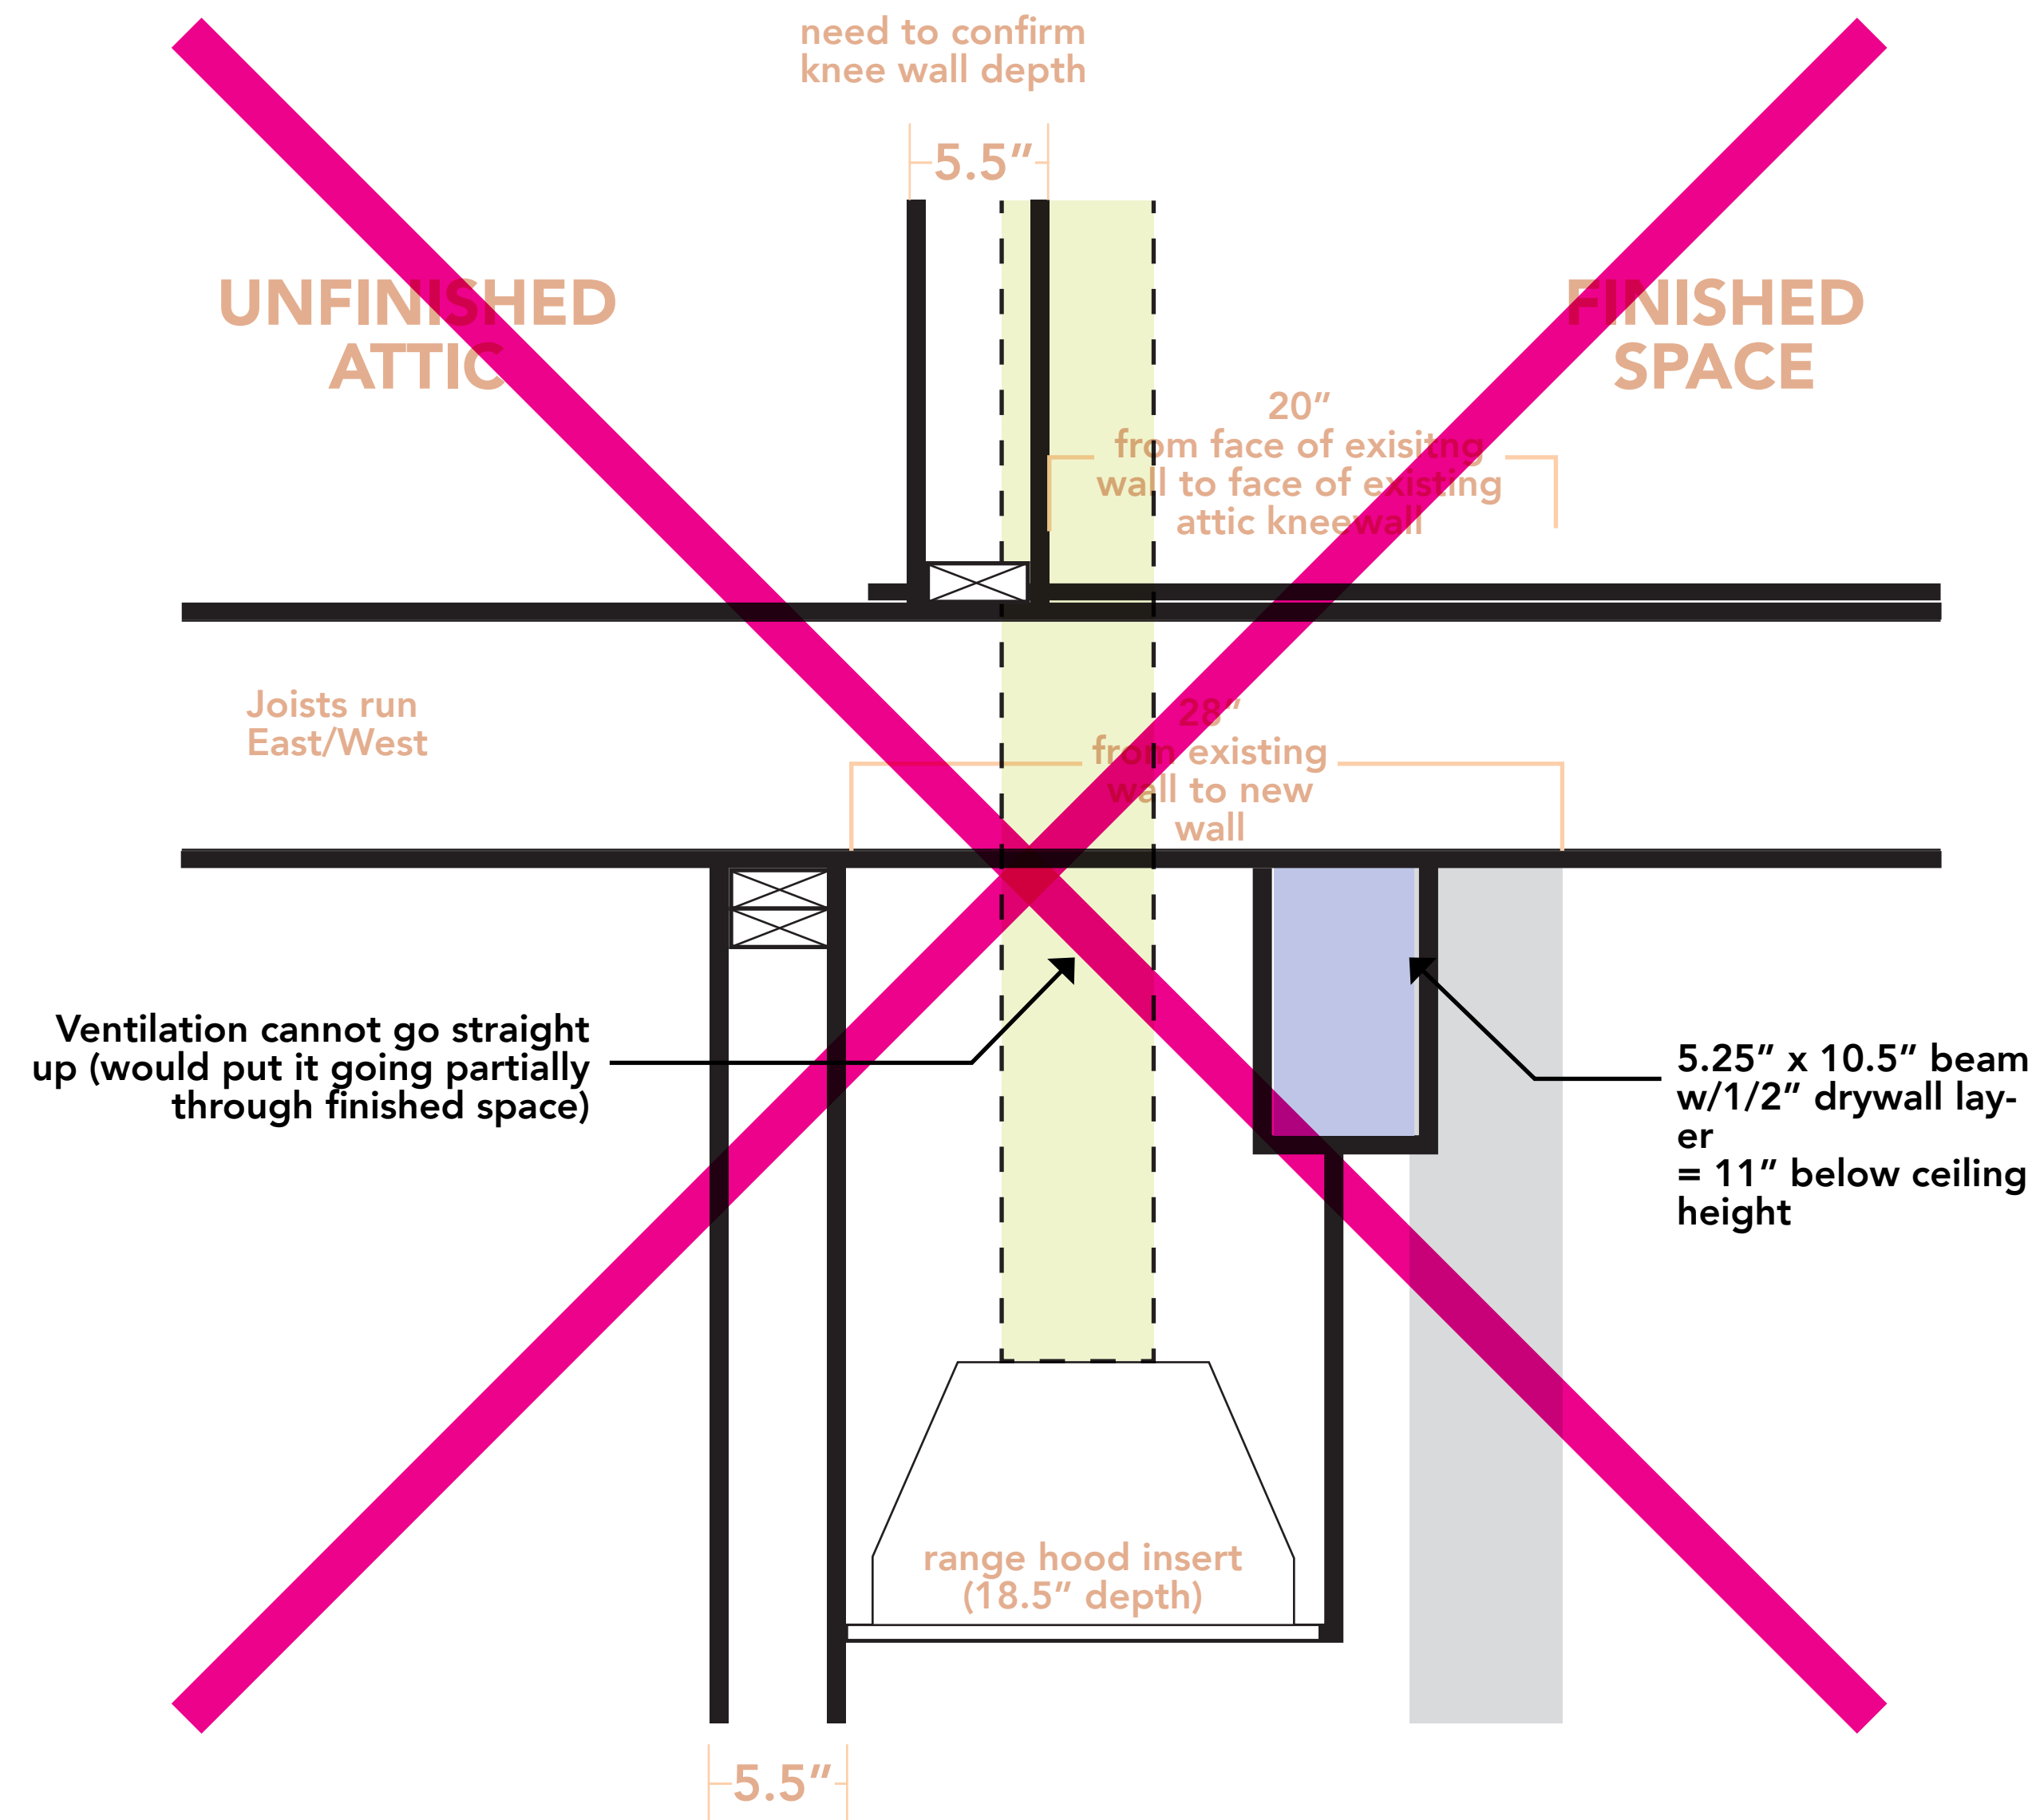 need to confirm
knee wall depth
5.5”
UNFINISHED
ATTIC
FINISHED
SPACE
20”
from face of exisitng
wall to face of existing
attic kneewall
Joists run
East/West
28”
from existing
wall to new
wall
Ventilation cannot go straight
up (would put it going partially
through finished space)
5.25” x 10.5” beam
w/1/2” drywall lay-
er
= 11” below ceiling
height
range hood insert
(18.5” depth)
5.5”